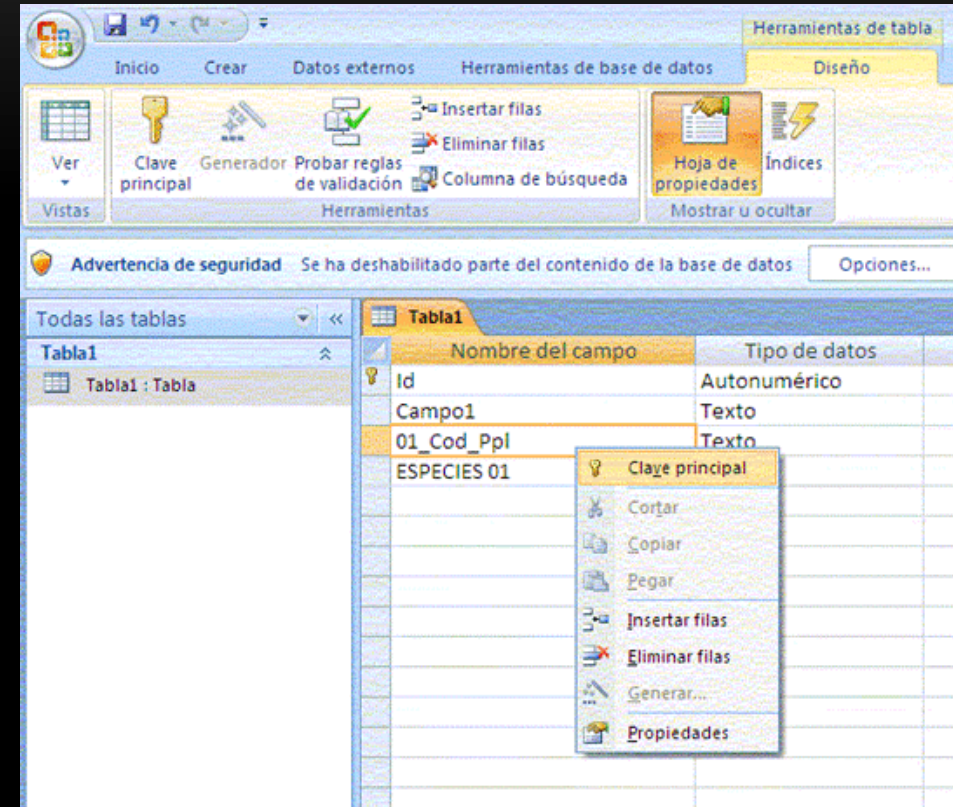 Herramientas de tabla
Inicio Crear Datos externos Herramientas de base de datos Diseño
Ver
Clave principal
Generador
Probar reglas de validación
Insertar filas
Eliminar filas
Columna de búsqueda
Hoja de propiedades
Índices
Vistas Herramientas Mostrar u ocultar
Advertencia de seguridad Se ha deshabilitado parte del contenido de la base de datos Opciones...
Todas las tablas
Tabla1
Tabla1 : Tabla
Tabla1
Nombre del campo Tipo de datos
Id Autonumérico
Campo1 Texto
01_Cod_Ppl Texto
ESPECIES 01
Clave principal
Cortar
Copiar
Pegar
Insertar filas
Eliminar filas
Generar...
Propiedades